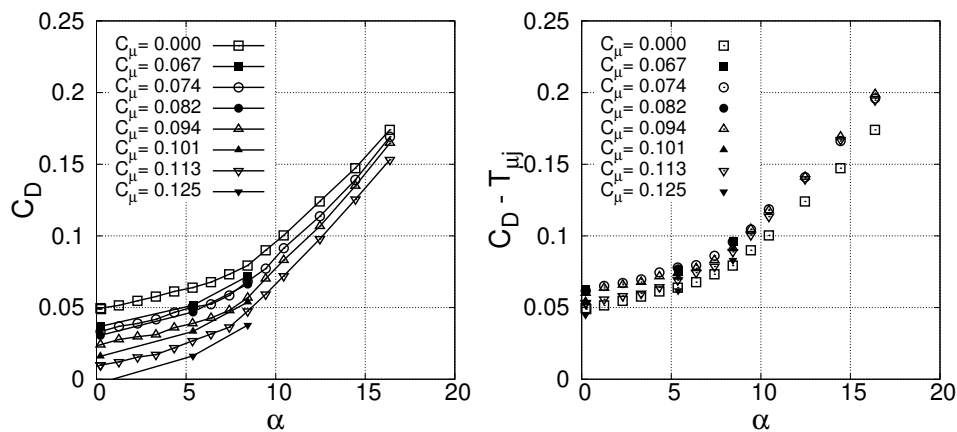 0.25
0.2
0.15
0.1
0.05
0
0 5 10 15 20
C_D
α
C_μ= 0.000
C_μ= 0.067
C_μ= 0.074
C_μ= 0.082
C_μ= 0.094
C_μ= 0.101
C_μ= 0.113
C_μ= 0.125
0.25
0.2
0.15
0.1
0.05
0
0 5 10 15 20
C_D - T_μj
α
C_μ= 0.000
C_μ= 0.067
C_μ= 0.074
C_μ= 0.082
C_μ= 0.094
C_μ= 0.101
C_μ= 0.113
C_μ= 0.125